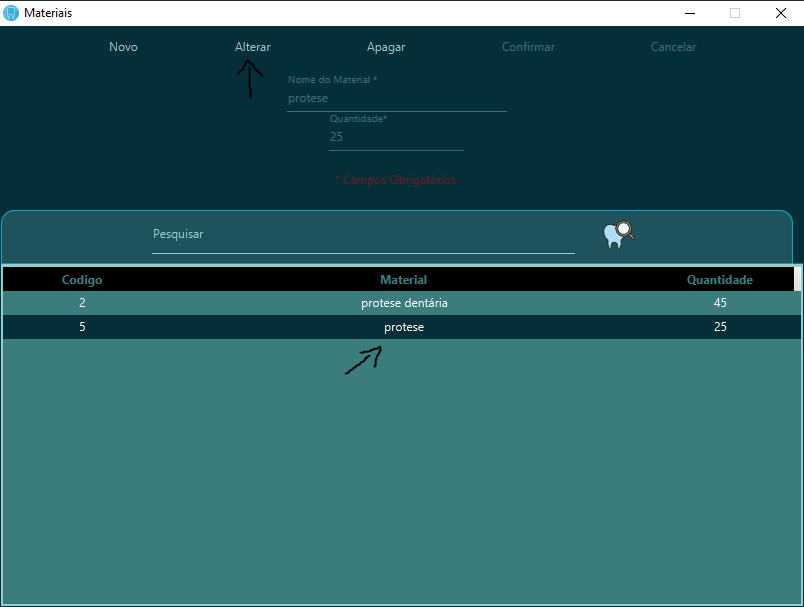 Materiais
Novo Alterar Apagar Confirmar Cancelar
Nome do Material *
protese
Quantidade*
25
* Campos Obrigatórios
Pesquisar
Codigo Material Quantidade
2 protese dentária 45
5 protese 25